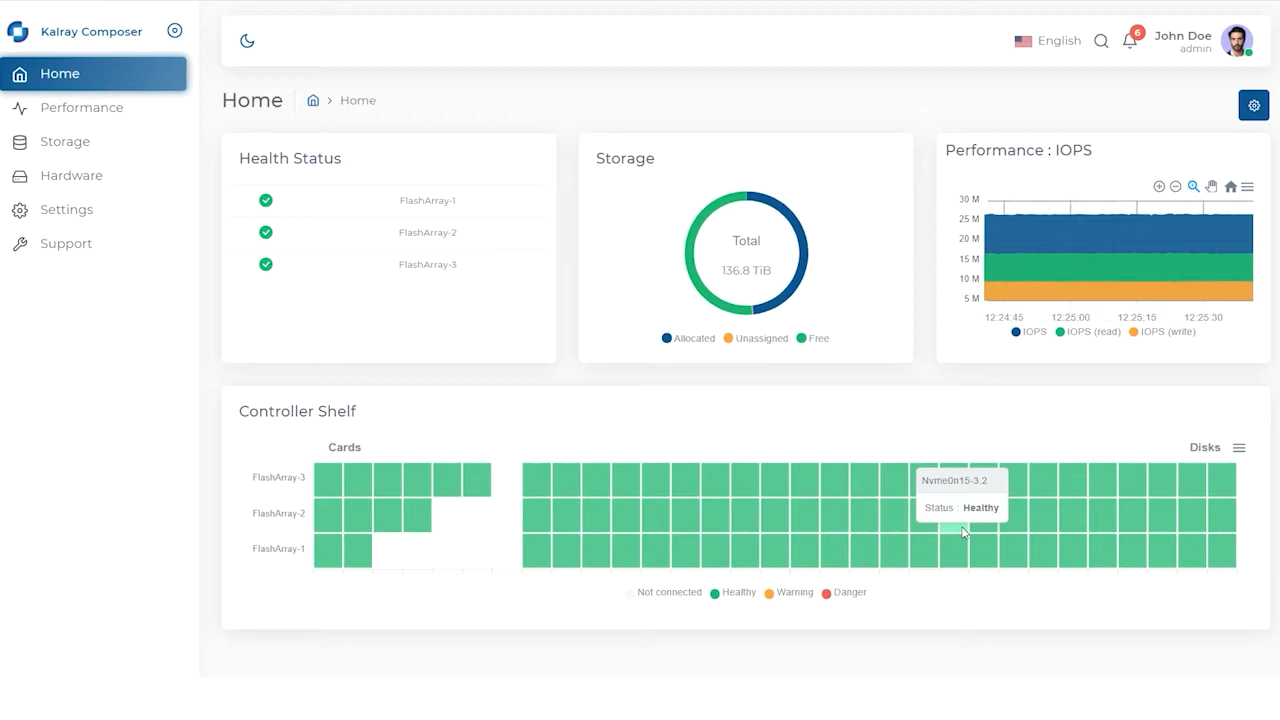 Kalray Composer
Home
Performance
Storage
Hardware
Settings
Support
English
6
John Doe
admin
Home
Home
Health Status
FlashArray-1
FlashArray-2
FlashArray-3
Storage
Total
136.8 TiB
Allocated
Unassigned
Free
Performance : IOPS
30 M
25 M
20 M
15 M
10 M
5 M
12:24:45
12:25:00
12:25:15
12:25:30
IOPS
IOPS (read)
IOPS (write)
Controller Shelf
Cards
Disks
FlashArray-3
FlashArray-2
FlashArray-1
Nvme0n15-3.2
Status : Healthy
Not connected
Healthy
Warning
Danger